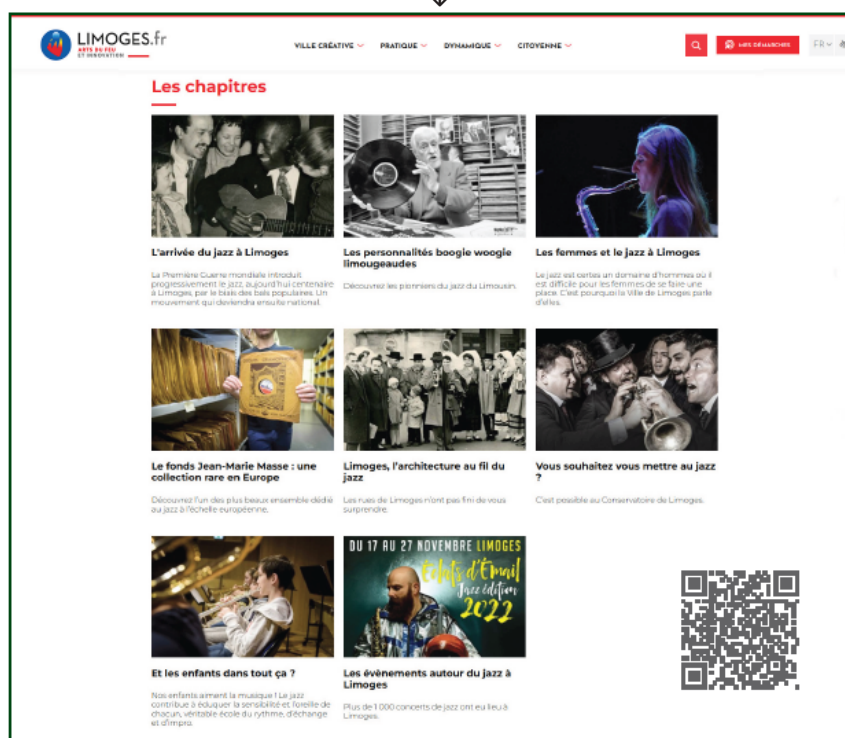 LIMOGES.fr
ARTS DU FEU
ET INNOVATION
VILLE CRÉATIVE
PRATIQUE
DYNAMIQUE
CITOYENNE
MES DÉMARCHES
FR
Les chapitres
L'arrivée du jazz à Limoges
La Première Guerre mondiale introduit
progressivement le jazz, aujourd'hui centenaire
à Limoges, par le biais des bals populaires. Un
mouvement qui deviendra ensuite national.
Les personnalités boogie woogie
limougeaudes
Découvrez les pionniers du jazz du Limousin.
Les femmes et le jazz à Limoges
Le jazz est certes un domaine d'hommes où il
est difficile pour les femmes de se faire une
place. C'est pourquoi la Ville de Limoges parle
d'elles.
Le fonds Jean-Marie Masse : une
collection rare en Europe
Découvrez l'un des plus beaux ensemble dédié
au jazz à l'échelle européenne.
Limoges, l'architecture au fil du
jazz
Les rues de Limoges n'ont pas fini de vous
surprendre.
Vous souhaitez vous mettre au jazz
?
C'est possible au Conservatoire de Limoges.
DU 17 AU 27 NOVEMBRE LIMOGES
Éclats d'Émail
Jazz édition
2022
Et les enfants dans tout ça ?
Nos enfants aiment la musique ! Le jazz
contribue à éduquer la sensibilité et l'oreille de
chacun, véritable école du rythme, d'échange
et d'impro.
Les évènements autour du jazz à
Limoges
Plus de 1 000 concerts de jazz ont eu lieu à
Limoges.